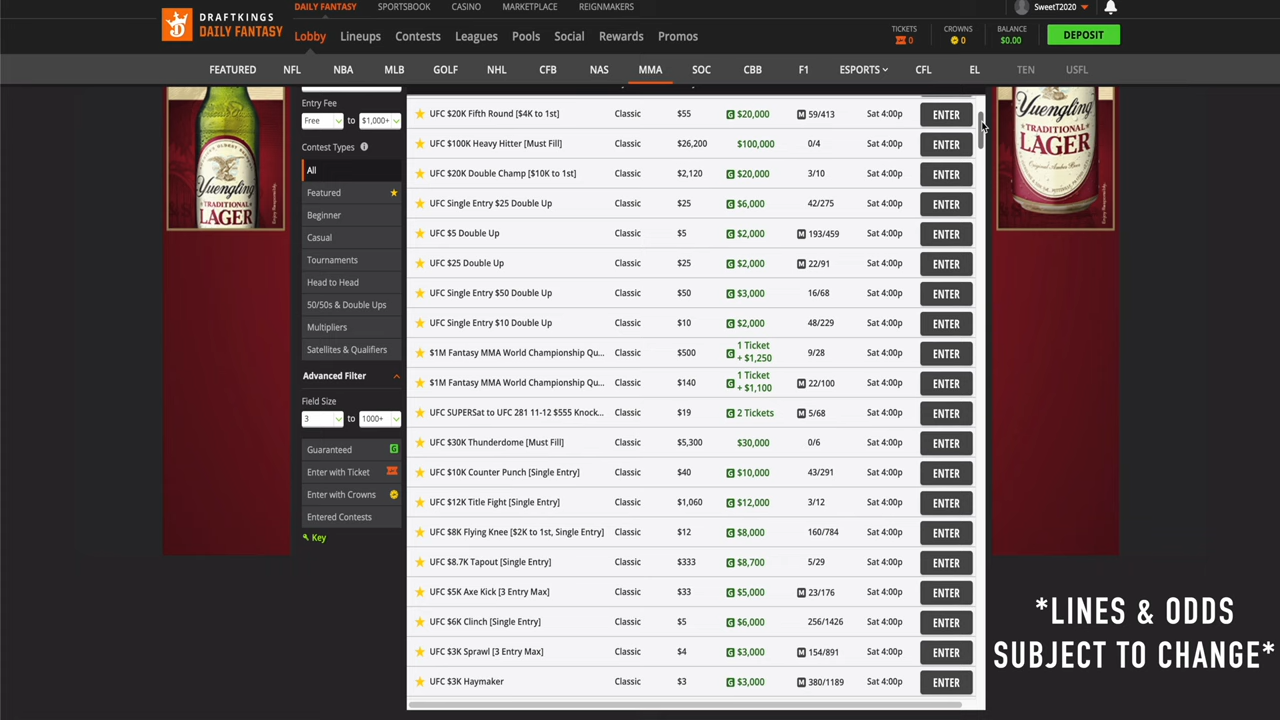 DRAFTKINGS
DAILY FANTASY
DAILY FANTASY SPORTSBOOK CASINO MARKETPLACE REIGNMAKERS
SweetT2020
Lobby Lineups Contests Leagues Pools Social Rewards Promos
TICKETS CROWNS BALANCE
0 0 $0.00
DEPOSIT
FEATURED NFL NBA MLB GOLF NHL CFB NAS MMA SOC CBB F1 ESPORTS CFL EL TEN USFL
Yuengling
TRADITIONAL
LAGER
Yuengling
TRADITIONAL
LAGER
Entry Fee
Free to $1,000+
Contest Types
All
Featured
Beginner
Casual
Tournaments
Head to Head
50/50s & Double Ups
Multipliers
Satellites & Qualifiers
Advanced Filter
Field Size
3 to 1000+
Guaranteed G
Enter with Ticket
Enter with Crowns
Entered Contests
Key
UFC $20K Fifth Round [$4K to 1st] Classic $55 G $20,000 M 59/413 Sat 4:00p ENTER
UFC $100K Heavy Hitter [Must Fill] Classic $26,200 $100,000 0/4 Sat 4:00p ENTER
UFC $20K Double Champ [$10K to 1st] Classic $2,120 G $20,000 3/10 Sat 4:00p ENTER
UFC Single Entry $25 Double Up Classic $25 G $6,000 42/275 Sat 4:00p ENTER
UFC $5 Double Up Classic $5 G $2,000 M 193/459 Sat 4:00p ENTER
UFC $25 Double Up Classic $25 G $2,000 M 22/91 Sat 4:00p ENTER
UFC Single Entry $50 Double Up Classic $50 G $3,000 16/68 Sat 4:00p ENTER
UFC Single Entry $10 Double Up Classic $10 G $2,000 48/229 Sat 4:00p ENTER
$1M Fantasy MMA World Championship Qu... Classic $500 G 1 Ticket + $1,250 9/28 Sat 4:00p ENTER
$1M Fantasy MMA World Championship Qu... Classic $140 G 1 Ticket + $1,100 M 22/100 Sat 4:00p ENTER
UFC SUPERSat to UFC 281 11-12 $555 Knock... Classic $19 G 2 Tickets M 5/68 Sat 4:00p ENTER
UFC $30K Thunderdome [Must Fill] Classic $5,300 $30,000 0/6 Sat 4:00p ENTER
UFC $10K Counter Punch [Single Entry] Classic $40 G $10,000 43/291 Sat 4:00p ENTER
UFC $12K Title Fight [Single Entry] Classic $1,060 G $12,000 3/12 Sat 4:00p ENTER
UFC $8K Flying Knee [$2K to 1st, Single Entry] Classic $12 G $8,000 160/784 Sat 4:00p ENTER
UFC $8.7K Tapout [Single Entry] Classic $333 G $8,700 5/29 Sat 4:00p ENTER
UFC $5K Axe Kick [3 Entry Max] Classic $33 G $5,000 M 23/176 Sat 4:00p ENTER
UFC $6K Clinch [Single Entry] Classic $5 G $6,000 256/1426 Sat 4:00p ENTER
UFC $3K Sprawl [3 Entry Max] Classic $4 G $3,000 M 154/891 Sat 4:00p ENTER
UFC $3K Haymaker Classic $3 G $3,000 M 380/1189 Sat 4:00p ENTER
*LINES & ODDS
SUBJECT TO CHANGE*